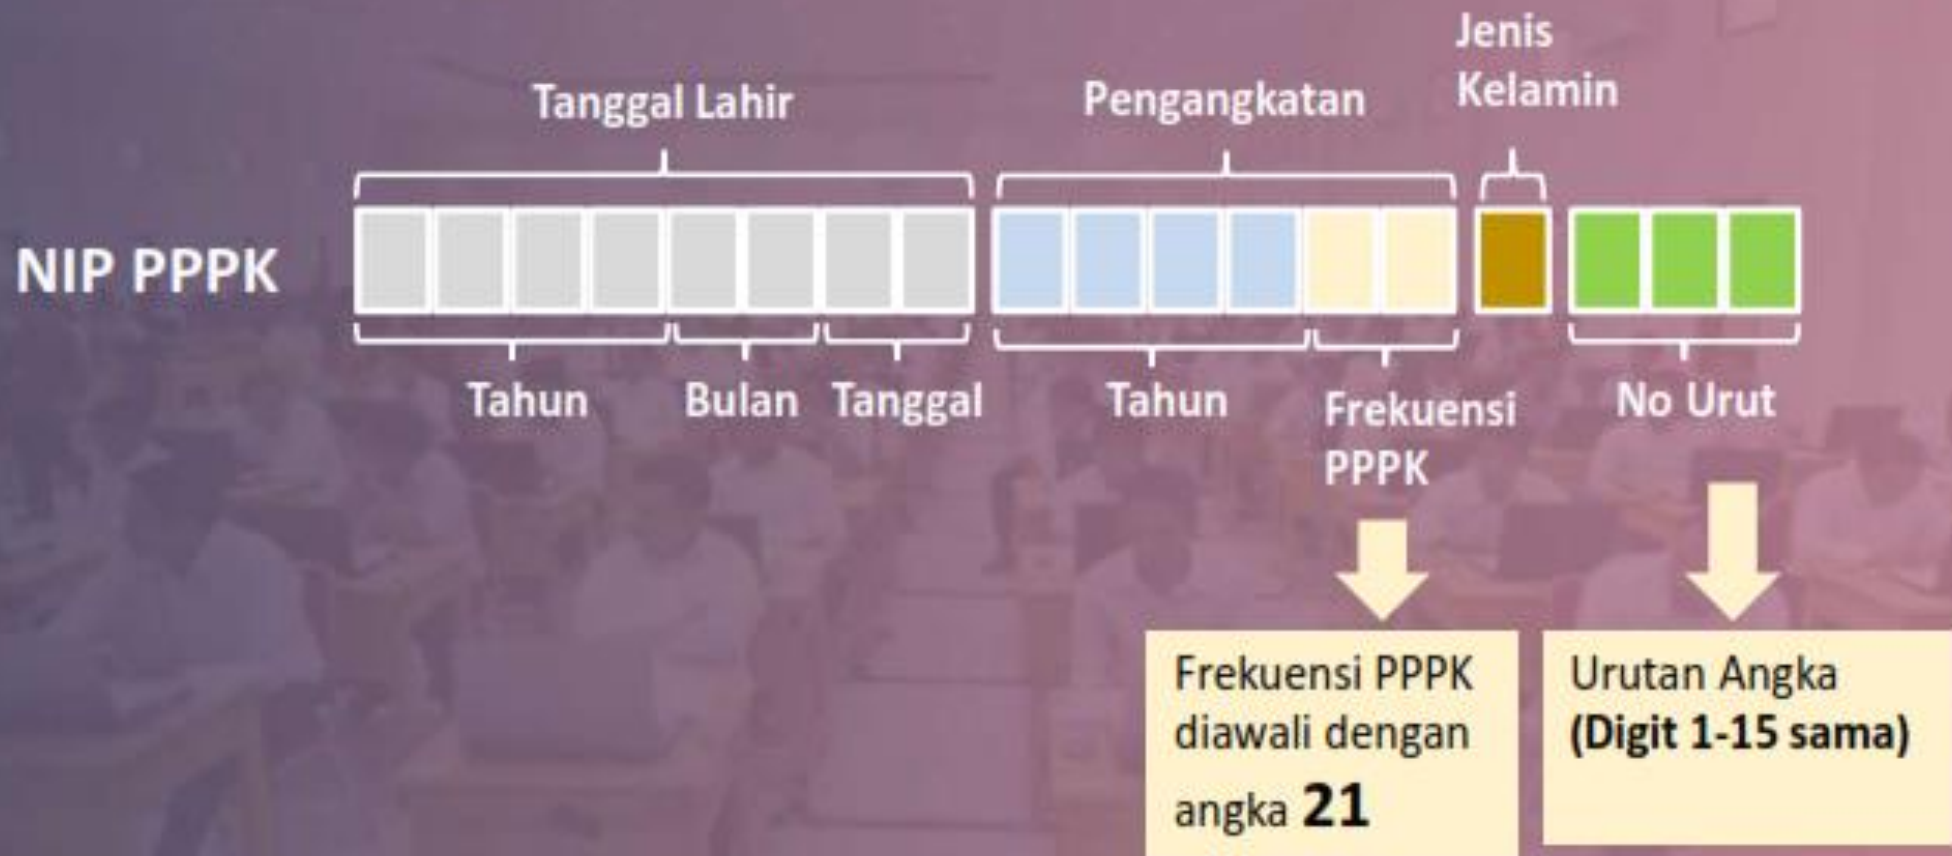 Jenis
Kelamin
Tanggal Lahir
Pengangkatan
NIP PPPK
Tahun
Bulan
Tanggal
Tahun
Frekuensi
PPPK
No Urut
Frekuensi PPPK
diawali dengan
angka 21
Urutan Angka
(Digit 1-15 sama)